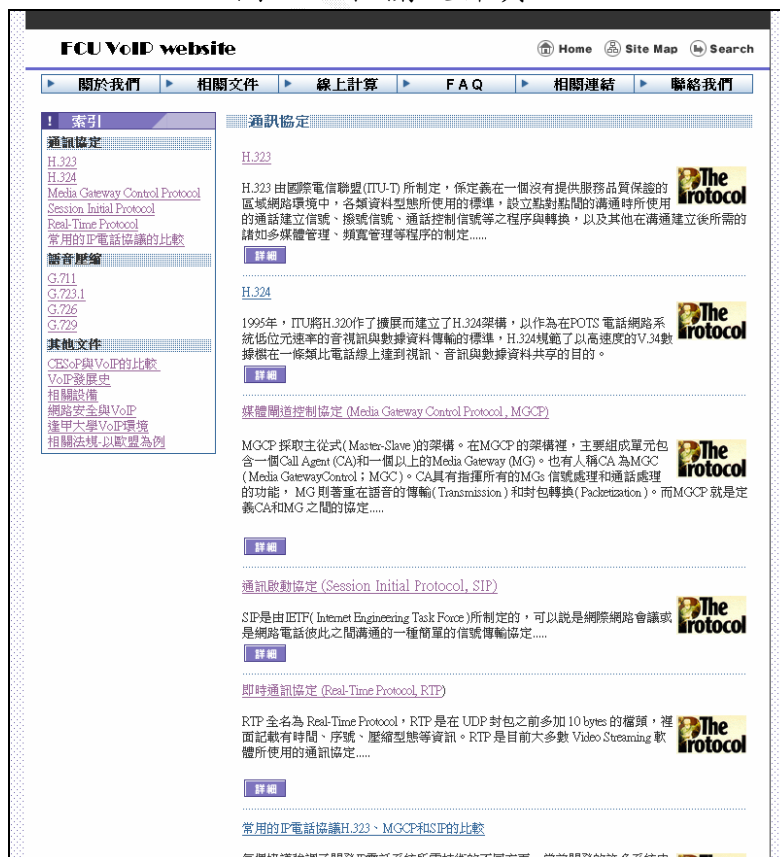 FCU VoIP website
Home Site Map Search
關於我們 相關文件 線上計算 FAQ 相關連結 聯絡我們
! 索引
通訊協定
H.323
H.324
Media Gateway Control Protocol
Session Initial Protocol
Real-Time Protocol
常用的IP電話協議的比較
語音壓縮
G.711
G.723.1
G.726
G.729
其他文件
CESoP與VoIP的比較
VoIP發展史
相關設備
網路安全與VoIP
逢甲大學VoIP環境
相關法規-以歐盟為例
通訊協定
H.323
The Protocol
H.323 由國際電信聯盟(ITU-T) 所制定，係定義在一個沒有提供服務品質保證的
區域網路環境中，各類資料型態所使用的標準，設立點對點間的溝通時所使用
的通話建立信號、撥號信號、通話控制信號等之程序與轉換，以及其他在溝通建立後所需的
諸如多媒體管理、頻寬管理等程序的制定......
詳細
H.324
The Protocol
1995年，ITU將H.320作了擴展而建立了H.324架構，以作為在POTS 電話網路系
統低位元速率的音視訊與數據資料傳輸的標準，H.324規範了以高速度的V.34數
據機在一條類比電話線上達到視訊、音訊與數據資料共享的目的。
詳細
媒體閘道控制協定 (Media Gateway Control Protocol , MGCP)
The Protocol
MGCP 採取主從式( Master-Slave )的架構。在MGCP 的架構裡，主要組成單元包
含一個Call Agent (CA)和一個以上的Media Gateway (MG)。也有人稱CA 為MGC
( Media GatewayControl；MGC )。CA具有指揮所有的MGs 信號處理和通話處理
的功能， MG 則著重在語音的傳輸( Transmission ) 和封包轉換( Packetization )。而MGCP 就是定
義CA和MG 之間的協定.....
詳細
通訊啟動協定 (Session Initial Protocol, SIP)
The Protocol
SIP是由IETF( Internet Engineering Task Force )所制定的，可以說是網際網路會議或
是網路電話彼此之間溝通的一種簡單的信號傳輸協定.....
詳細
即時通訊協定 (Real-Time Protocol, RTP)
The Protocol
RTP 全名為 Real-Time Protocol，RTP 是在 UDP 封包之前多加 10 bytes 的檔頭，裡
面記載有時間、序號、壓縮型態等資訊。RTP 是目前大多數 Video Streaming 軟
體所使用的通訊協定.....
詳細
常用的IP電話協議H.323、MGCP和SIP的比較